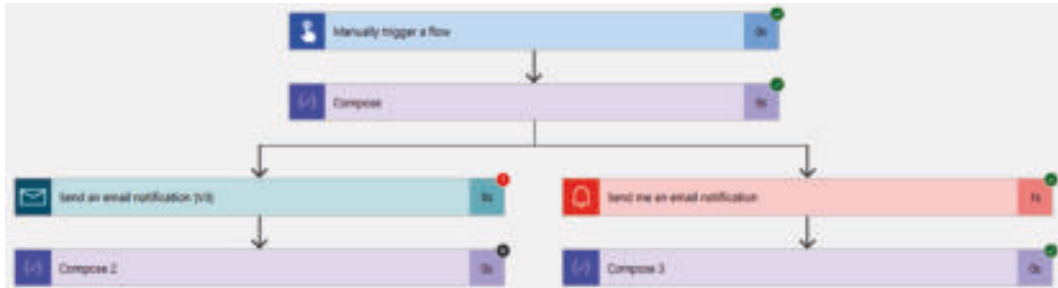 Manually trigger a flow
0s
Compose
0s
Send an email notification (V3)
Send me an email notification
1s
Compose 2
0s
Compose 3
0s